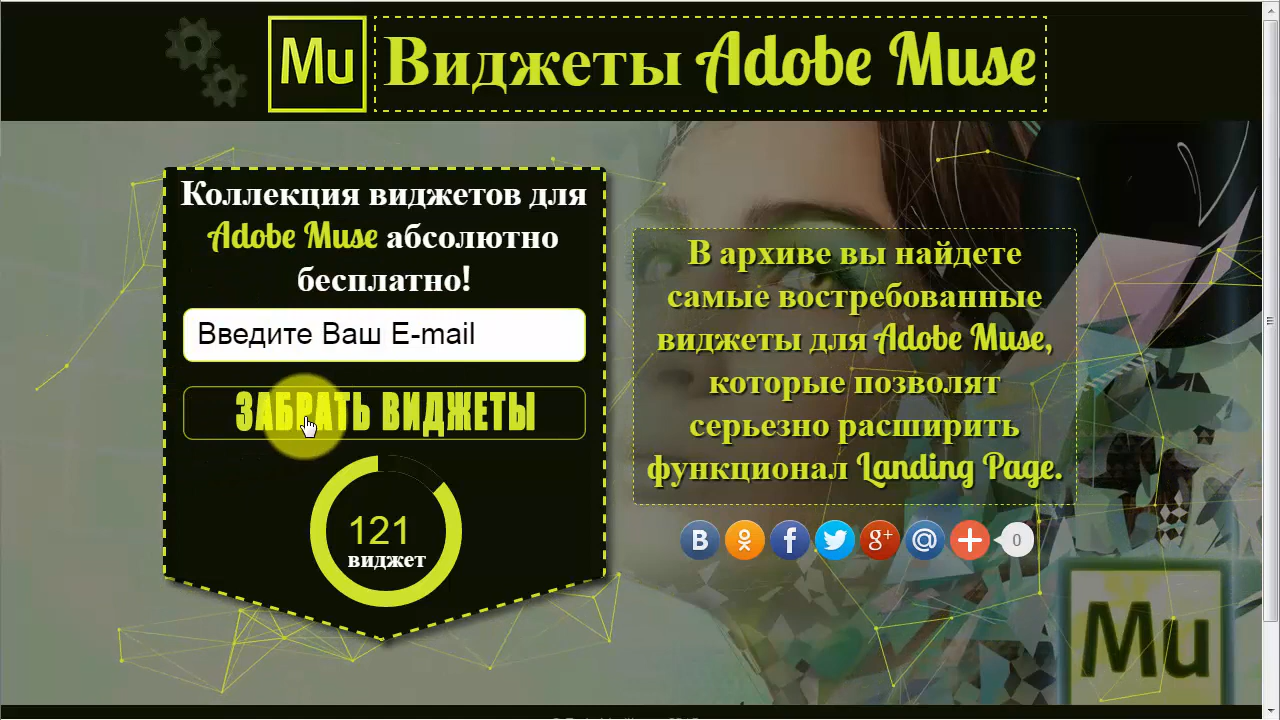 Mu
Виджеты Adobe Muse
Коллекция виджетов для
Adobe Muse абсолютно
бесплатно!
Введите Ваш E-mail
ЗАБРАТЬ ВИДЖЕТЫ
121
виджет
В архиве вы найдете
самые востребованные
виджеты для Adobe Muse,
которые позволят
серьезно расширить
функционал Landing Page.
0
Mu